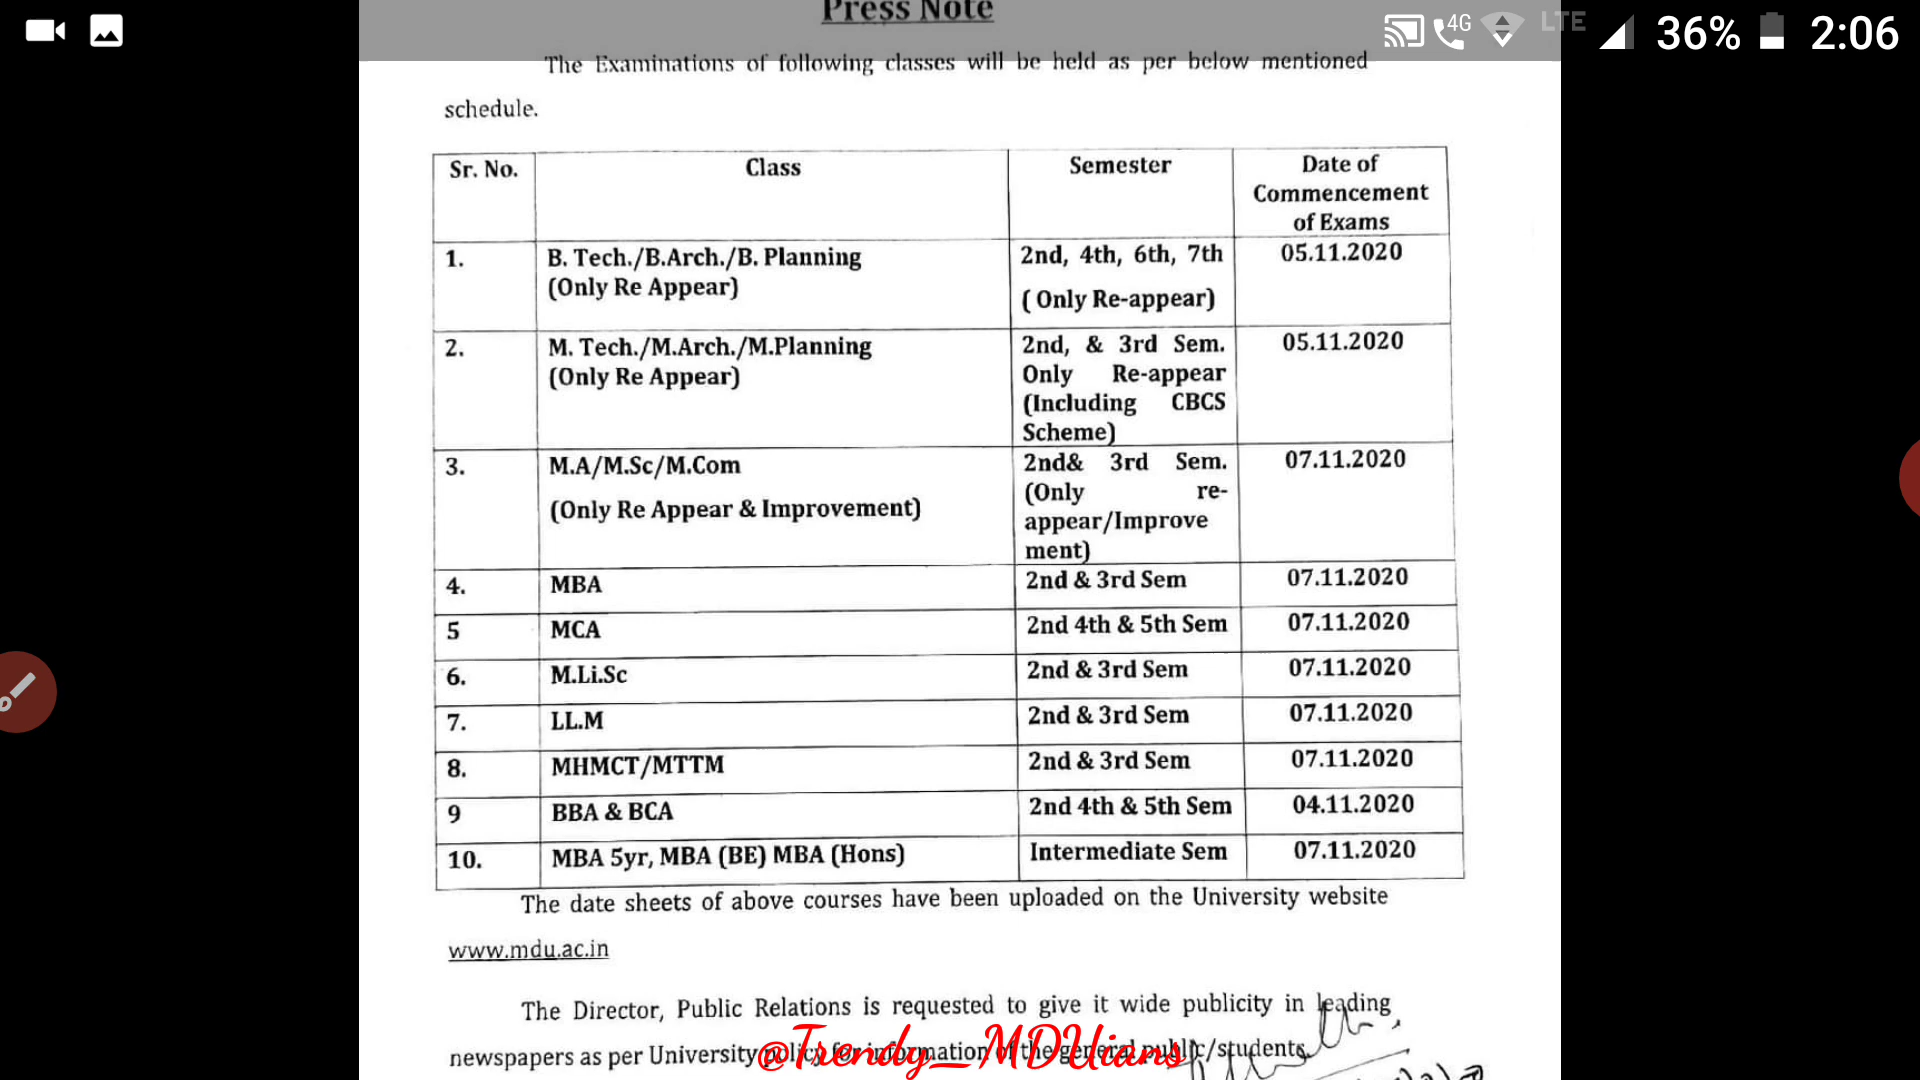 4G LTE 36% 2:06
Press Note
The Examinations of following classes will be held as per below mentioned
schedule.
Sr. No. Class Semester Date of Commencement of Exams
1. B. Tech./B.Arch./B. Planning (Only Re Appear) 2nd, 4th, 6th, 7th ( Only Re-appear) 05.11.2020
2. M. Tech./M.Arch./M.Planning (Only Re Appear) 2nd, & 3rd Sem. Only Re-appear (Including CBCS Scheme) 05.11.2020
3. M.A/M.Sc/M.Com (Only Re Appear & Improvement) 2nd& 3rd Sem. (Only re-appear/Improve ment) 07.11.2020
4. MBA 2nd & 3rd Sem 07.11.2020
5 MCA 2nd 4th & 5th Sem 07.11.2020
6. M.Li.Sc 2nd & 3rd Sem 07.11.2020
7. LL.M 2nd & 3rd Sem 07.11.2020
8. MHMCT/MTTM 2nd & 3rd Sem 07.11.2020
9 BBA & BCA 2nd 4th & 5th Sem 04.11.2020
10. MBA 5yr, MBA (BE) MBA (Hons) Intermediate Sem 07.11.2020
The date sheets of above courses have been uploaded on the University website
www.mdu.ac.in
The Director, Public Relations is requested to give it wide publicity in leading
newspapers as per University policy for information of the general public/students.
@Trendy_MDUians